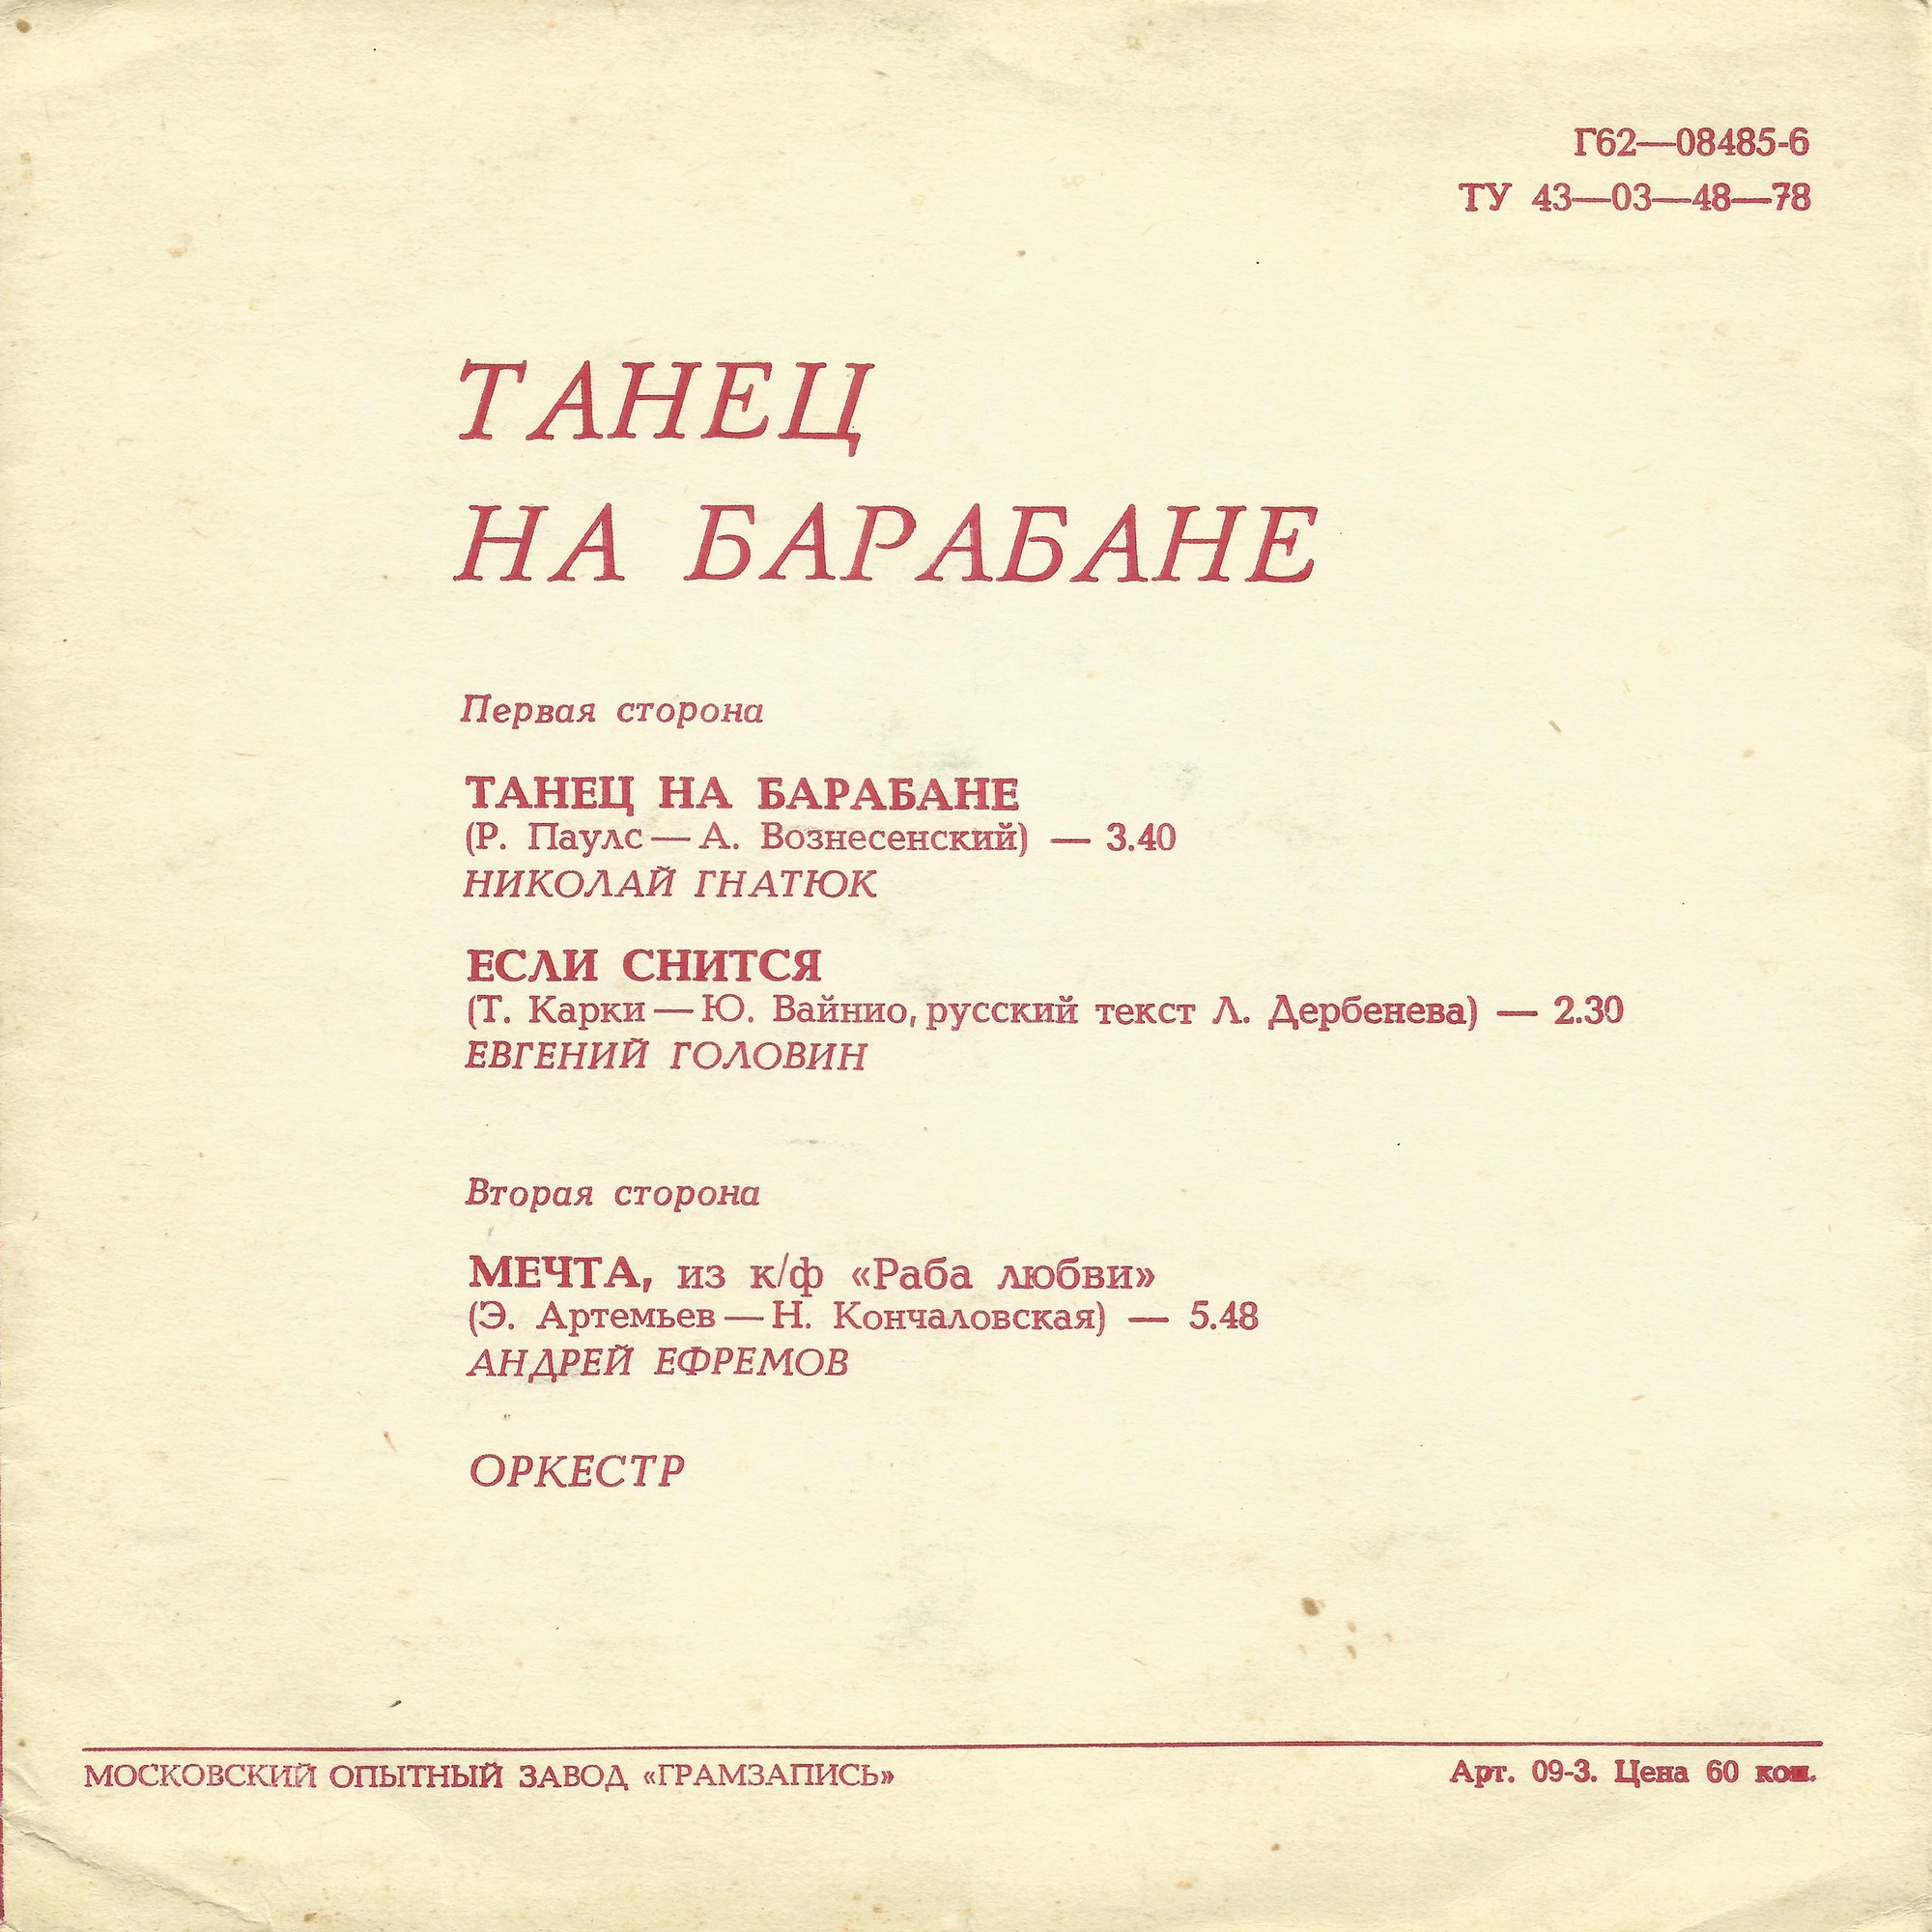 Г62—08485-6
ТУ 43—03—48—78
ТАНЕЦ
НА БАРАБАНЕ
Первая сторона
ТАНЕЦ НА БАРАБАНЕ
(Р. Паулс — А. Вознесенский) — 3.40
НИКОЛАЙ ГНАТЮК
ЕСЛИ СНИТСЯ
(Т. Карки — Ю. Вайнио, русский текст Л. Дербенева) — 2.30
ЕВГЕНИЙ ГОЛОВИН
Вторая сторона
МЕЧТА, из к/ф «Раба любви»
(Э. Артемьев — Н. Кончаловская) — 5.48
АНДРЕЙ ЕФРЕМОВ
ОРКЕСТР
МОСКОВСКИЙ ОПЫТНЫЙ ЗАВОД «ГРАМЗАПИСЬ»
Арт. 09-3. Цена 60 коп.